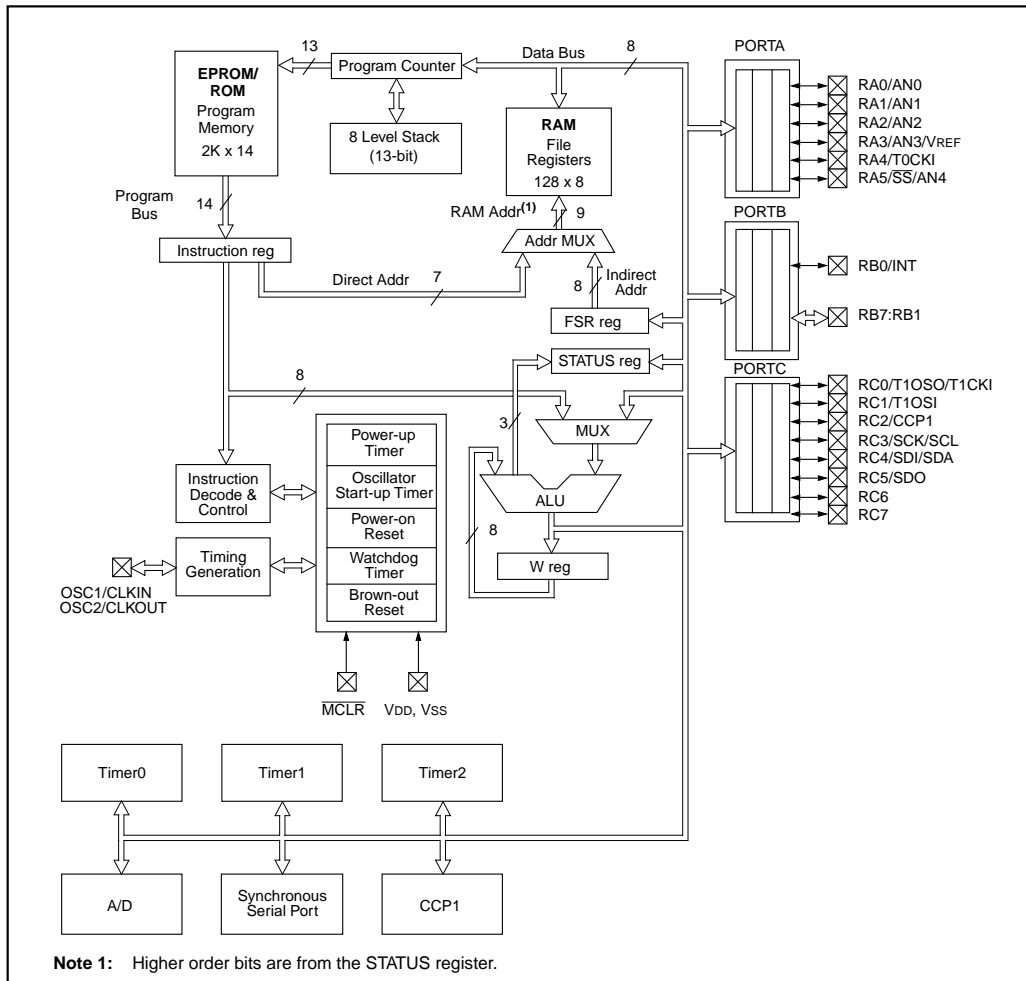 EPROM/
ROM
Program
Memory
2K x 14
13
Program Counter
Data Bus
8
8 Level Stack
(13-bit)
RAM
File
Registers
128 x 8
Program
Bus
14
RAM Addr(1)
9
Instruction reg
Addr MUX
Direct Addr
7
8
Indirect
Addr
FSR reg
STATUS reg
8
3
MUX
ALU
8
W reg
Power-up
Timer
Oscillator
Start-up Timer
Power-on
Reset
Watchdog
Timer
Brown-out
Reset
Instruction
Decode &
Control
Timing
Generation
OSC1/CLKIN
OSC2/CLKOUT
MCLR
VDD, VSS
PORTA
RA0/AN0
RA1/AN1
RA2/AN2
RA3/AN3/VREF
RA4/T0CKI
RA5/SS/AN4
PORTB
RB0/INT
RB7:RB1
PORTC
RC0/T1OSO/T1CKI
RC1/T1OSI
RC2/CCP1
RC3/SCK/SCL
RC4/SDI/SDA
RC5/SDO
RC6
RC7
Timer0
Timer1
Timer2
A/D
Synchronous
Serial Port
CCP1
Note 1: Higher order bits are from the STATUS register.